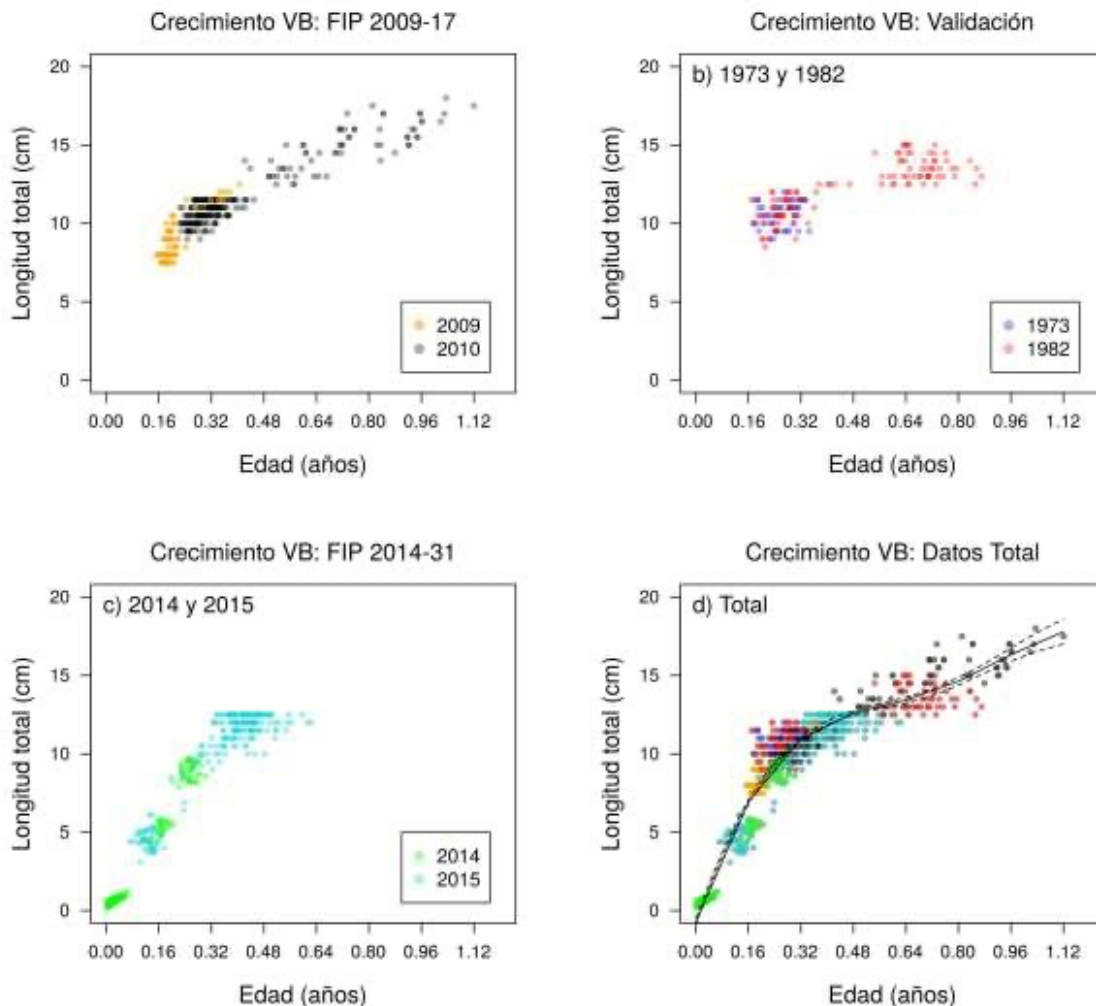 Crecimiento VB: FIP 2009-17
Longitud total (cm)
20
15
10
5
0
2009
2010
0.00 0.16 0.32 0.48 0.64 0.80 0.96 1.12
Edad (años)
Crecimiento VB: Validación
b) 1973 y 1982
Longitud total (cm)
20
15
10
5
0
1973
1982
0.00 0.16 0.32 0.48 0.64 0.80 0.96 1.12
Edad (años)
Crecimiento VB: FIP 2014-31
c) 2014 y 2015
Longitud total (cm)
20
15
10
5
0
2014
2015
0.00 0.16 0.32 0.48 0.64 0.80 0.96 1.12
Edad (años)
Crecimiento VB: Datos Total
d) Total
Longitud total (cm)
20
15
10
5
0
0.00 0.16 0.32 0.48 0.64 0.80 0.96 1.12
Edad (años)